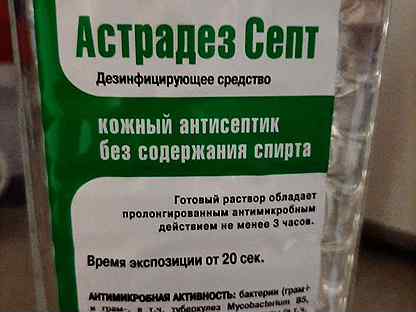 Астрадез Септ
Дезинфицирующее средство
кожный антисептик
без содержания спирта
Готовый раствор обладает
пролонгированным антимикробным
действием не менее 3 часов.
Время экспозиции от 20 сек.
АНТИМИКРОБНАЯ АКТИВНОСТЬ: бактерии (грам+
и грам-, в т.ч. туберкулез Mycobacterium B5,